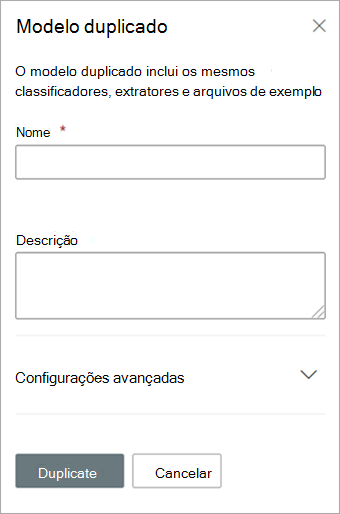 Modelo duplicado
O modelo duplicado inclui os mesmos
classificadores, extratores e arquivos de exemplo
Nome *
Descrição
Configurações avançadas
Duplicate
Cancelar